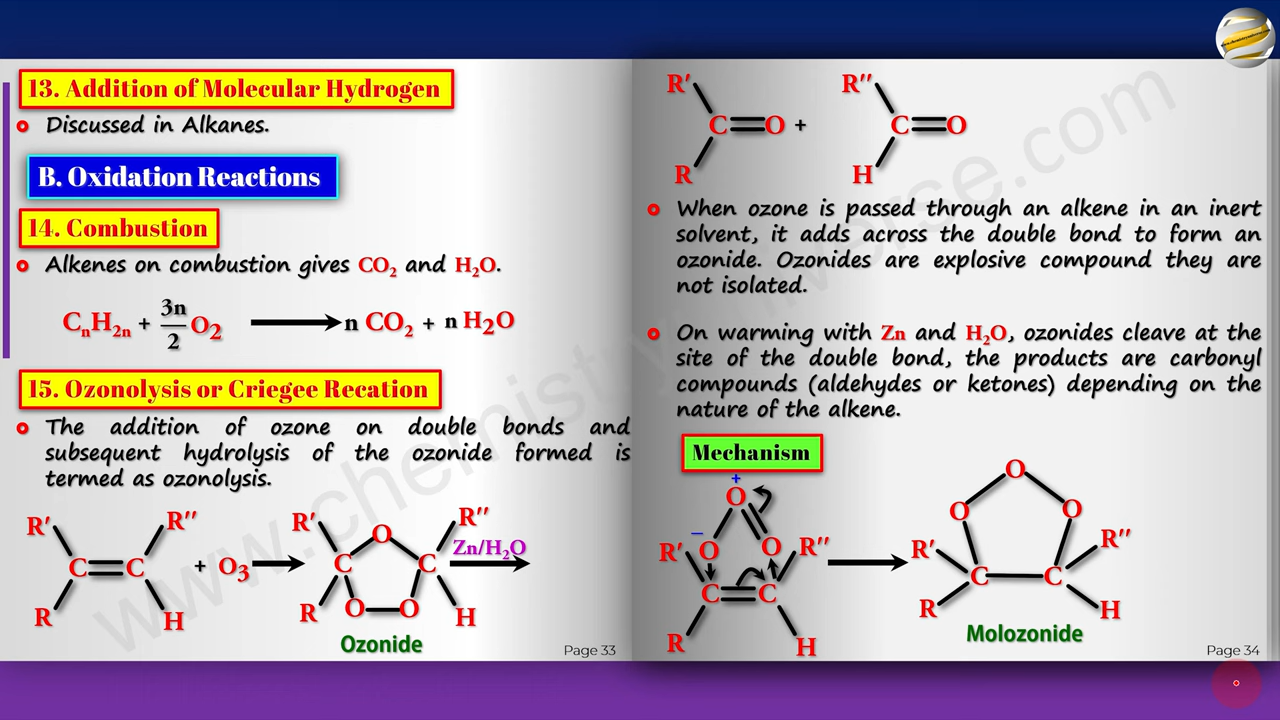 13. Addition of Molecular Hydrogen
Discussed in Alkanes.
B. Oxidation Reactions
14. Combustion
Alkenes on combustion gives CO₂ and H₂O.
CₙH₂ₙ + 3n/2 O₂ → n CO₂ + n H₂O
15. Ozonolysis or Criegee Recation
The addition of ozone on double bonds and
subsequent hydrolysis of the ozonide formed is
termed as ozonolysis.
R′ R″ R′ O R″
Zn/H₂O
C=C + O₃ → C C →
R H R O O H
Ozonide
Page 33
R′ R″
C=O + C=O
R H
When ozone is passed through an alkene in an inert
solvent, it adds across the double bond to form an
ozonide. Ozonides are explosive compound they are
not isolated.
On warming with Zn and H₂O, ozonides cleave at the
site of the double bond, the products are carbonyl
compounds (aldehydes or ketones) depending on the
nature of the alkene.
Mechanism
+
O O
− O O
R′ O O R″ → R′ R″
C=C C C
R H R H
Molozonide
Page 34